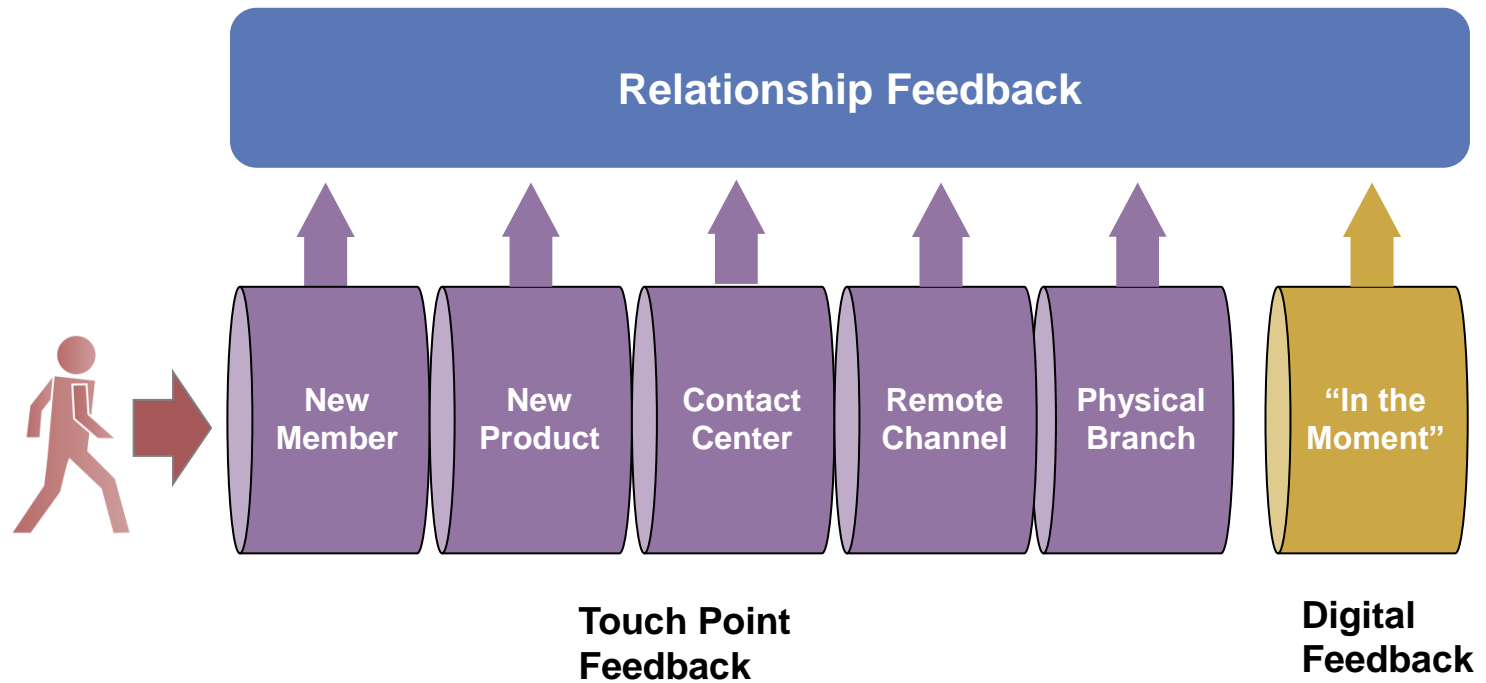 Relationship Feedback
New
Member
New
Product
Contact
Center
Remote
Channel
Physical
Branch
“In the
Moment”
Touch Point
Feedback
Digital
Feedback